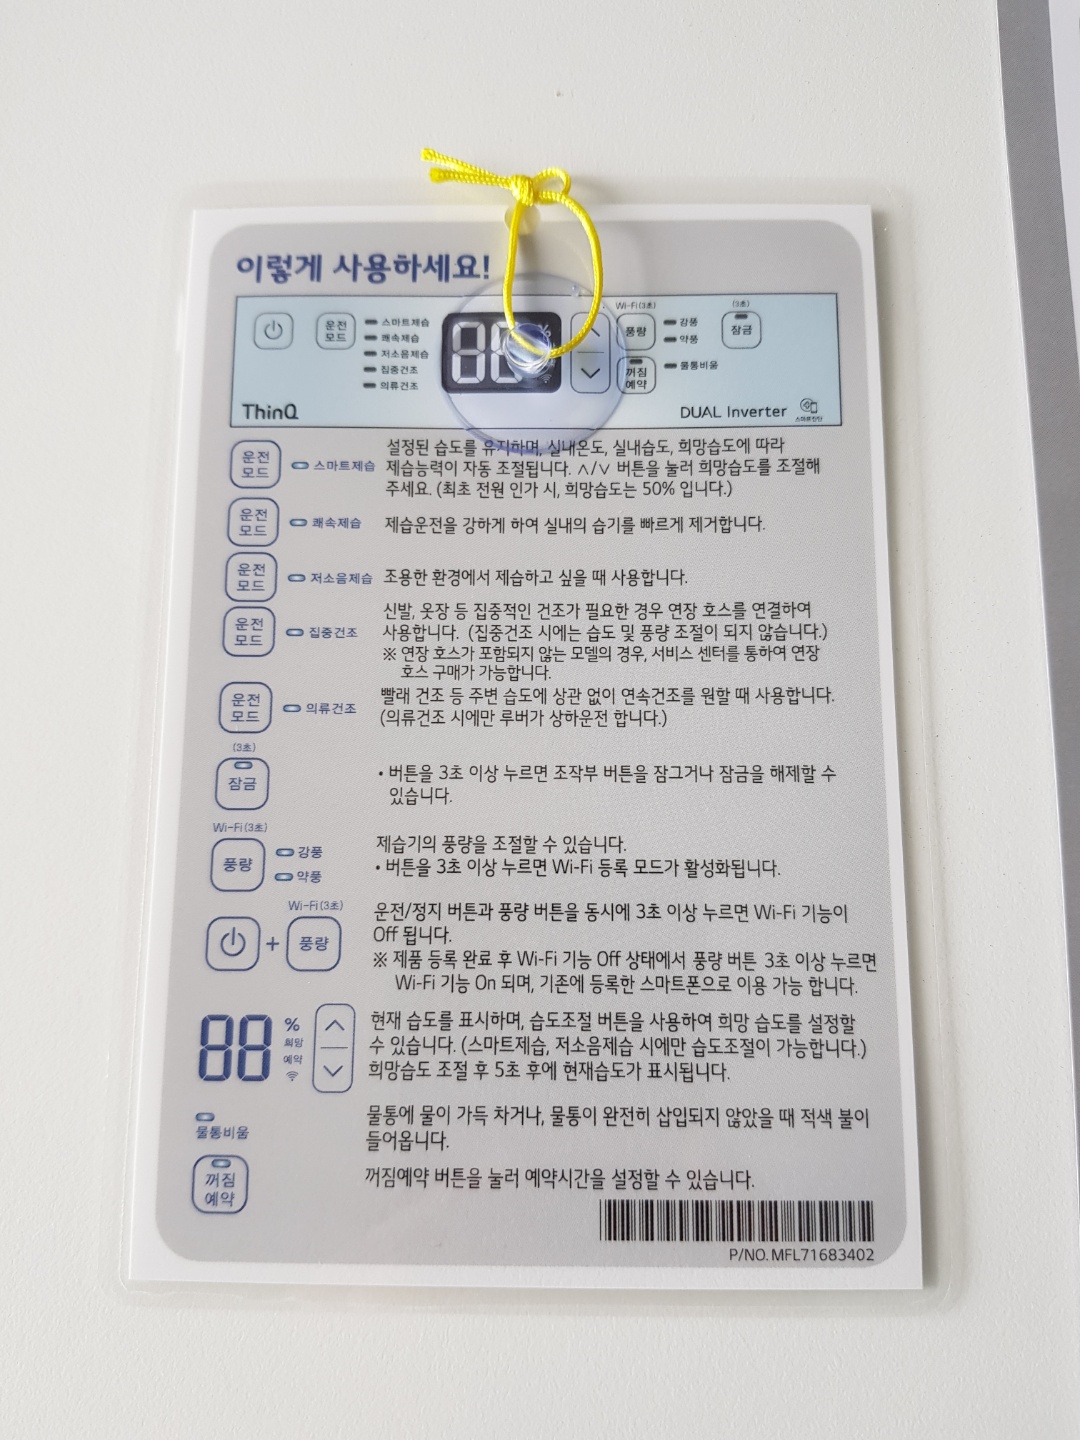 이렇게 사용하세요!
Wi-Fi(3초)
(3초)
운전
모드
스마트제습
쾌속제습
저소음제습
집중건조
의류건조
88
%
풍량
강풍
약풍
잠금
꺼짐
예약
물통비움
ThinQ
DUAL Inverter
스마트진단
운전
모드
스마트제습
설정된 습도를 유지하며, 실내온도, 실내습도, 희망습도에 따라
제습능력이 자동 조절됩니다. ∧/∨ 버튼을 눌러 희망습도를 조절해
주세요. (최초 전원 인가 시, 희망습도는 50% 입니다.)
운전
모드
쾌속제습
제습운전을 강하게 하여 실내의 습기를 빠르게 제거합니다.
운전
모드
저소음제습
조용한 환경에서 제습하고 싶을 때 사용합니다.
운전
모드
집중건조
신발, 옷장 등 집중적인 건조가 필요한 경우 연장 호스를 연결하여
사용합니다. (집중건조 시에는 습도 및 풍량 조절이 되지 않습니다.)
※ 연장 호스가 포함되지 않는 모델의 경우, 서비스 센터를 통하여 연장
호스 구매가 가능합니다.
운전
모드
의류건조
빨래 건조 등 주변 습도에 상관 없이 연속건조를 원할 때 사용합니다.
(의류건조 시에만 루버가 상하운전 합니다.)
(3초)
잠금
• 버튼을 3초 이상 누르면 조작부 버튼을 잠그거나 잠금을 해제할 수
있습니다.
Wi-Fi(3초)
풍량
강풍
약풍
제습기의 풍량을 조절할 수 있습니다.
• 버튼을 3초 이상 누르면 Wi-Fi 등록 모드가 활성화됩니다.
Wi-Fi(3초)
+
풍량
운전/정지 버튼과 풍량 버튼을 동시에 3초 이상 누르면 Wi-Fi 기능이
Off 됩니다.
※ 제품 등록 완료 후 Wi-Fi 기능 Off 상태에서 풍량 버튼 3초 이상 누르면
Wi-Fi 기능 On 되며, 기존에 등록한 스마트폰으로 이용 가능 합니다.
88
%
희망
예약
현재 습도를 표시하며, 습도조절 버튼을 사용하여 희망 습도를 설정할
수 있습니다. (스마트제습, 저소음제습 시에만 습도조절이 가능합니다.)
희망습도 조절 후 5초 후에 현재습도가 표시됩니다.
물통비움
물통에 물이 가득 차거나, 물통이 완전히 삽입되지 않았을 때 적색 불이
들어옵니다.
꺼짐
예약
꺼짐예약 버튼을 눌러 예약시간을 설정할 수 있습니다.
P/NO. MFL71683402